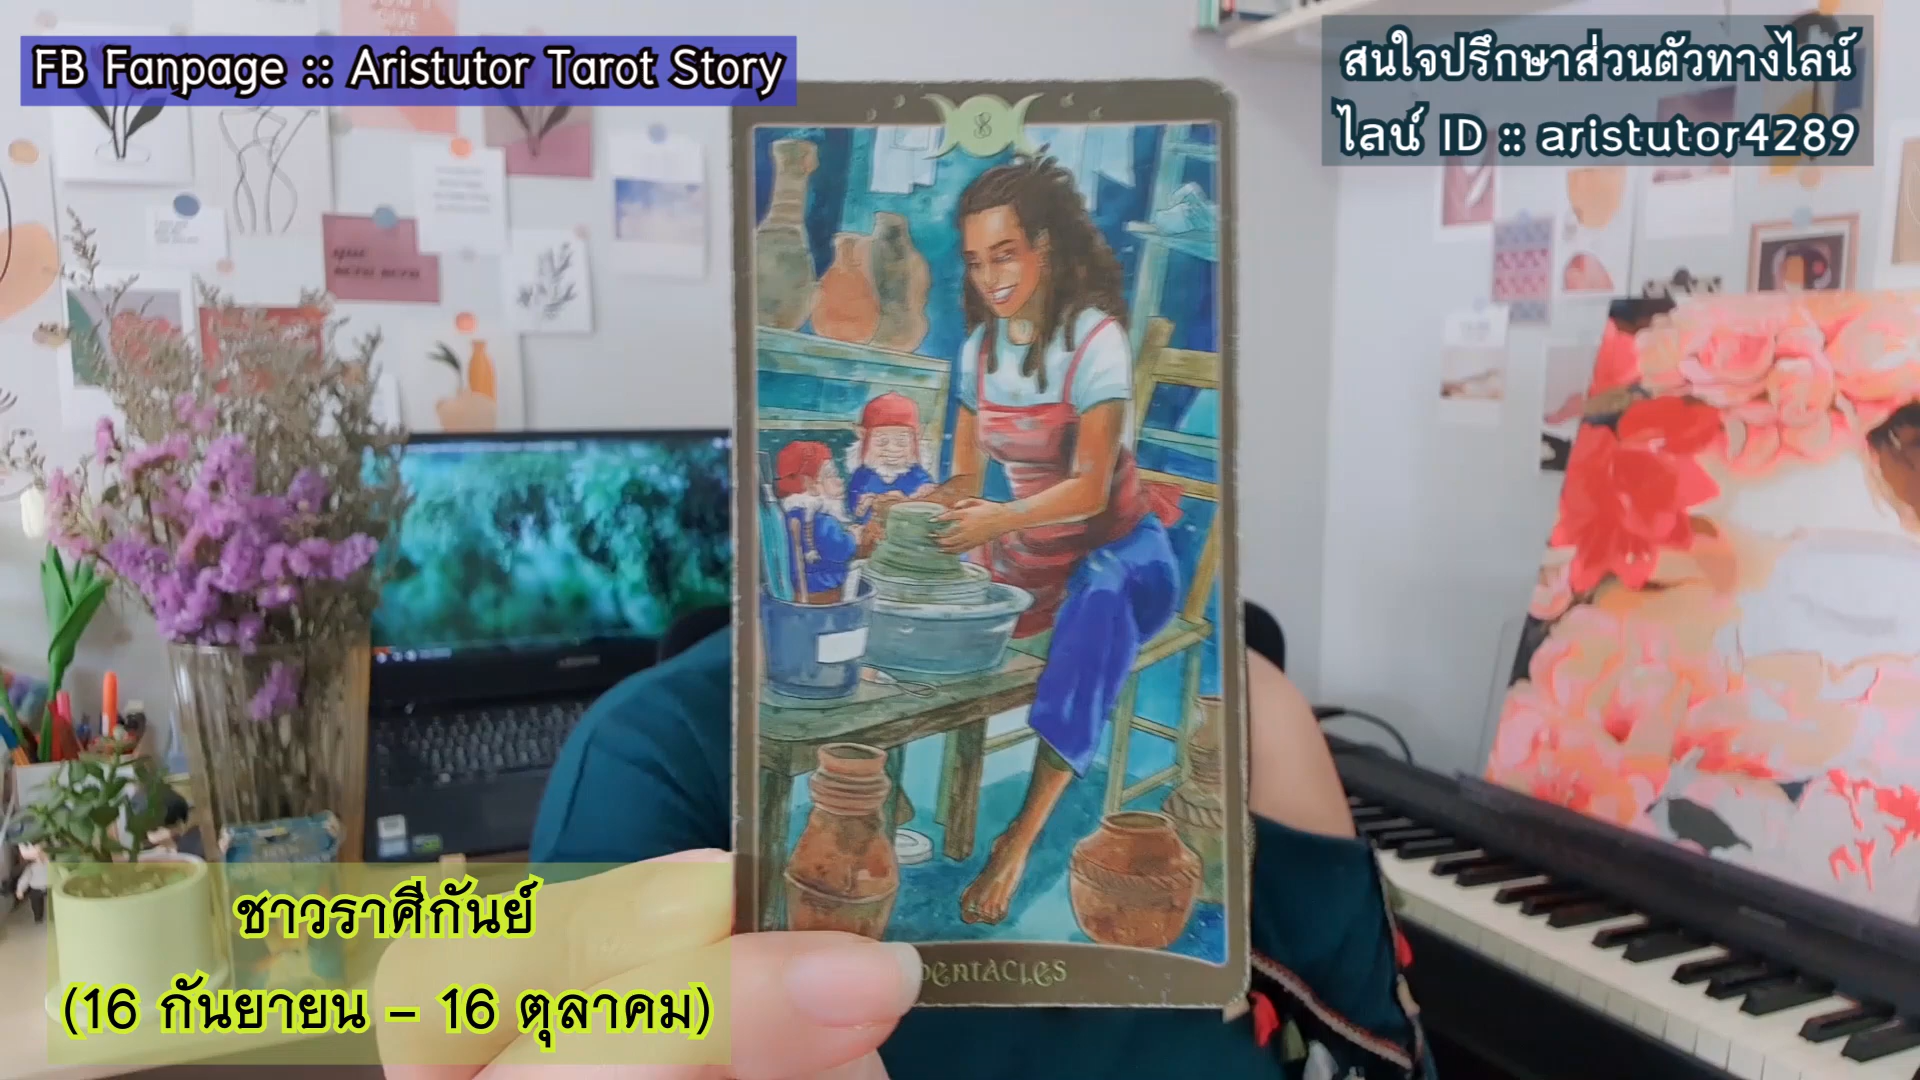 FB Fanpage :: Aristutor Tarot Story
สนใจปรึกษาส่วนตัวทางไลน์
ไลน์ ID :: aristutor4289
8
PENTACLES
ชาวราศีกันย์
(16 กันยายน – 16 ตุลาคม)